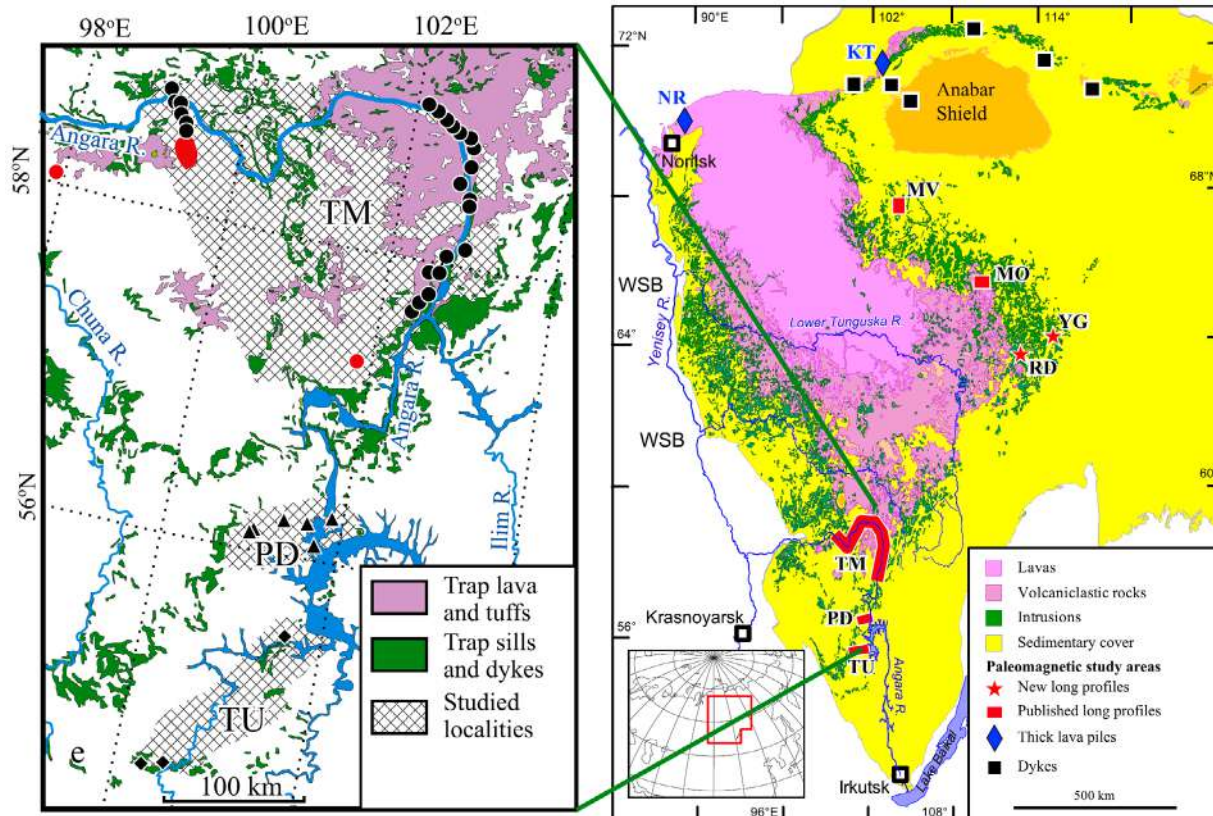 98°E
100°E
102°E
58°N
56°N
Angara R.
TM
Chuna R.
Angara R.
Ilim R.
PD
TU
e
100 km
Trap lava
and tuffs
Trap sills
and dykes
Studied
localities
90°E
102°
114°
72°N
KT
NR
Anabar
Shield
Norilsk
68°N
MV
WSB
MO
Yenisey R.
Lower Tunguska R.
YG
64°
RD
WSB
60°
TM
Krasnoyarsk
PD
56°
TU
Angara R.
Irkutsk
Lake Baikal
96°E
108°
Lavas
Volcaniclastic rocks
Intrusions
Sedimentary cover
Paleomagnetic study areas
New long profiles
Published long profiles
Thick lava piles
Dykes
500 km